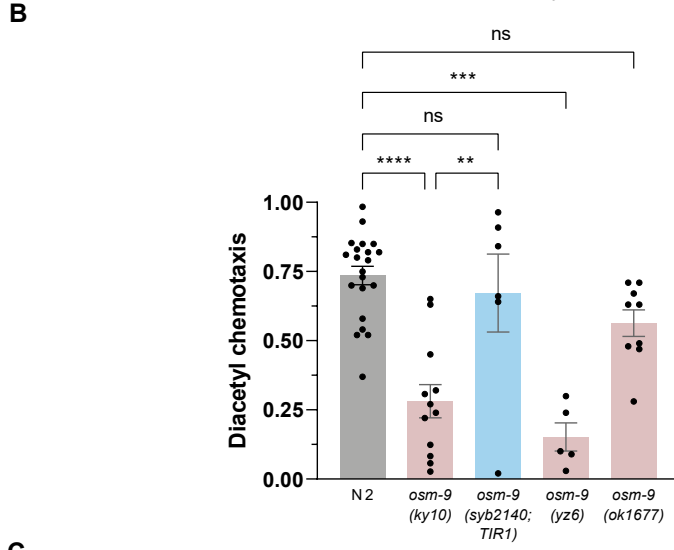 B
ns
***
ns
**** **
1.00
0.75
0.50
0.25
0.00
Diacetyl chemotaxis
N2 osm-9 osm-9 osm-9 osm-9
(ky10) (syb2140; (yz6) (ok1677)
TIR1)